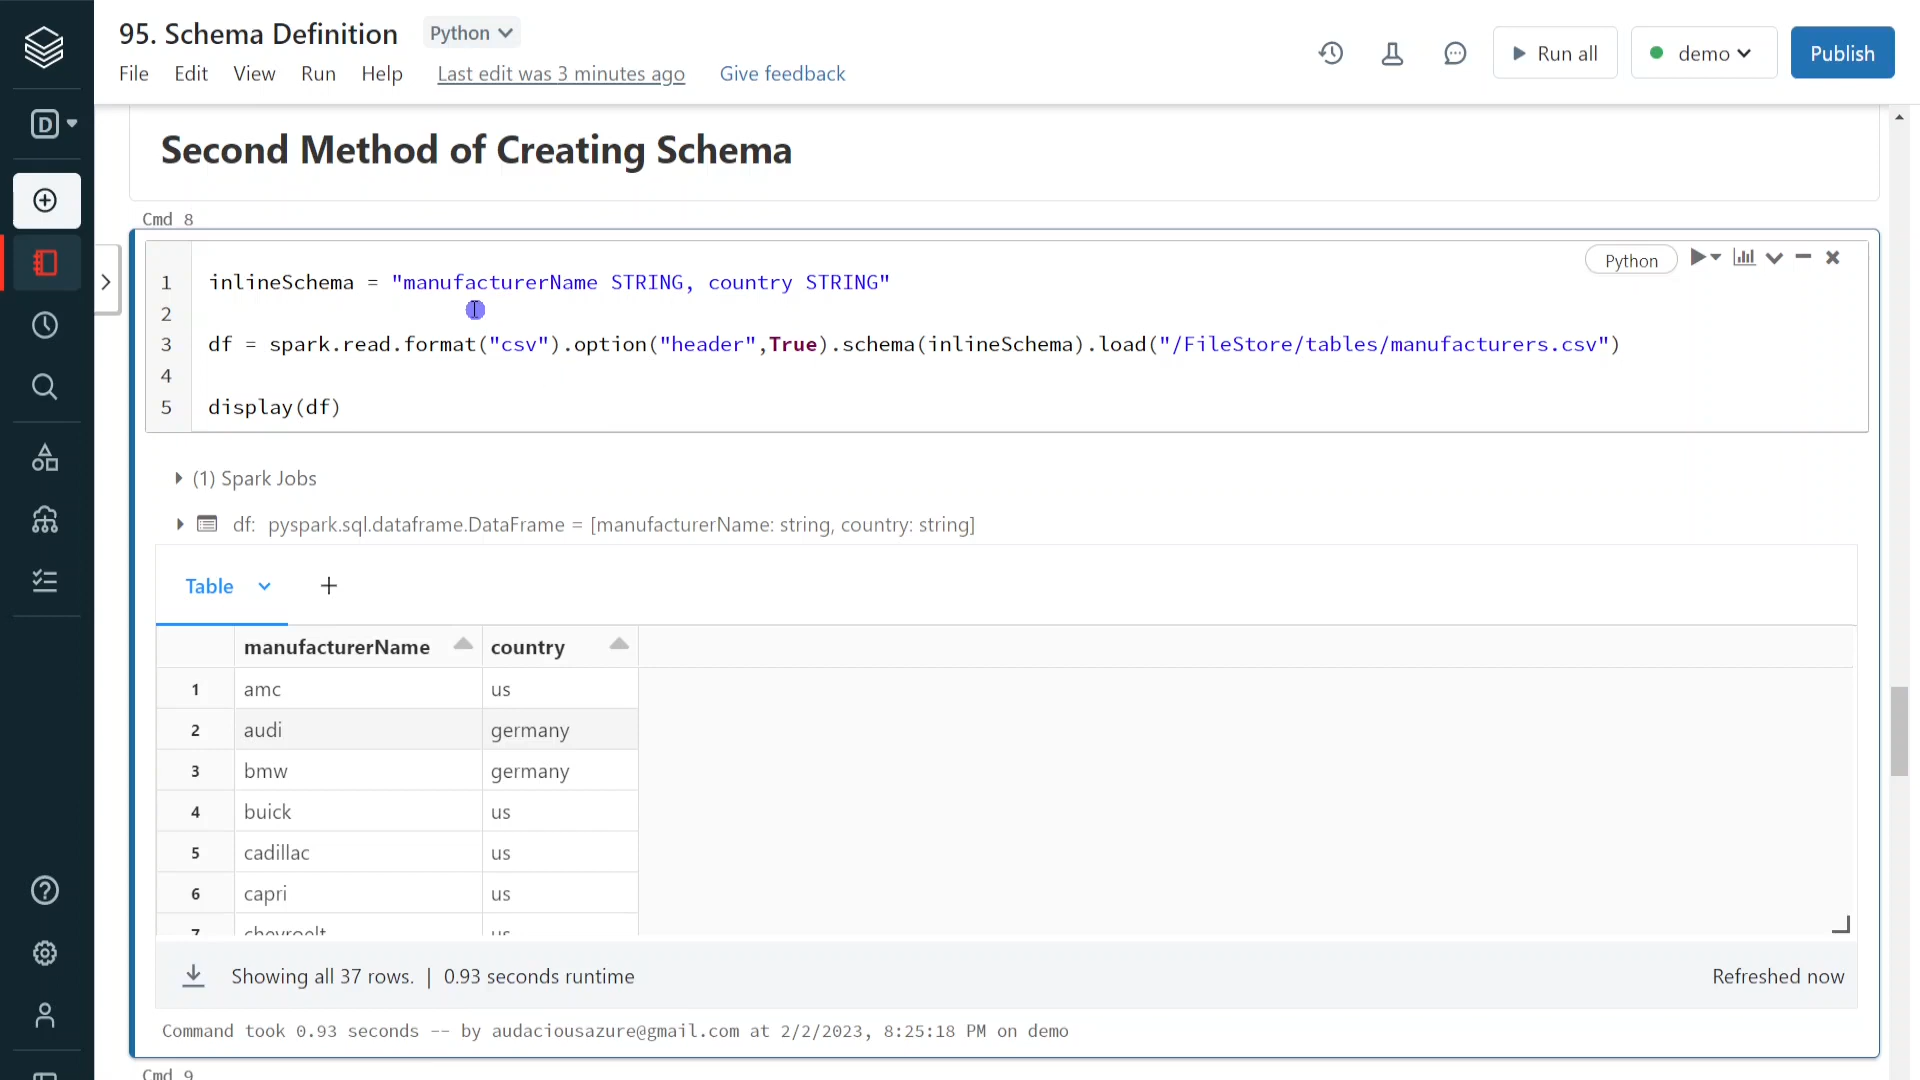 95. Schema Definition
Python
File Edit View Run Help Last edit was 3 minutes ago Give feedback
Run all
demo
Publish
D
Second Method of Creating Schema
Cmd 8
Python
1 inlineSchema = "manufacturerName STRING, country STRING"
2
3 df = spark.read.format("csv").option("header",True).schema(inlineSchema).load("/FileStore/tables/manufacturers.csv")
4
5 display(df)
(1) Spark Jobs
df: pyspark.sql.dataframe.DataFrame = [manufacturerName: string, country: string]
Table +
manufacturerName country
1 amc us
2 audi germany
3 bmw germany
4 buick us
5 cadillac us
6 capri us
7 chevroelt us
Showing all 37 rows. | 0.93 seconds runtime
Refreshed now
Command took 0.93 seconds -- by audaciousazure@gmail.com at 2/2/2023, 8:25:18 PM on demo
Cmd 9